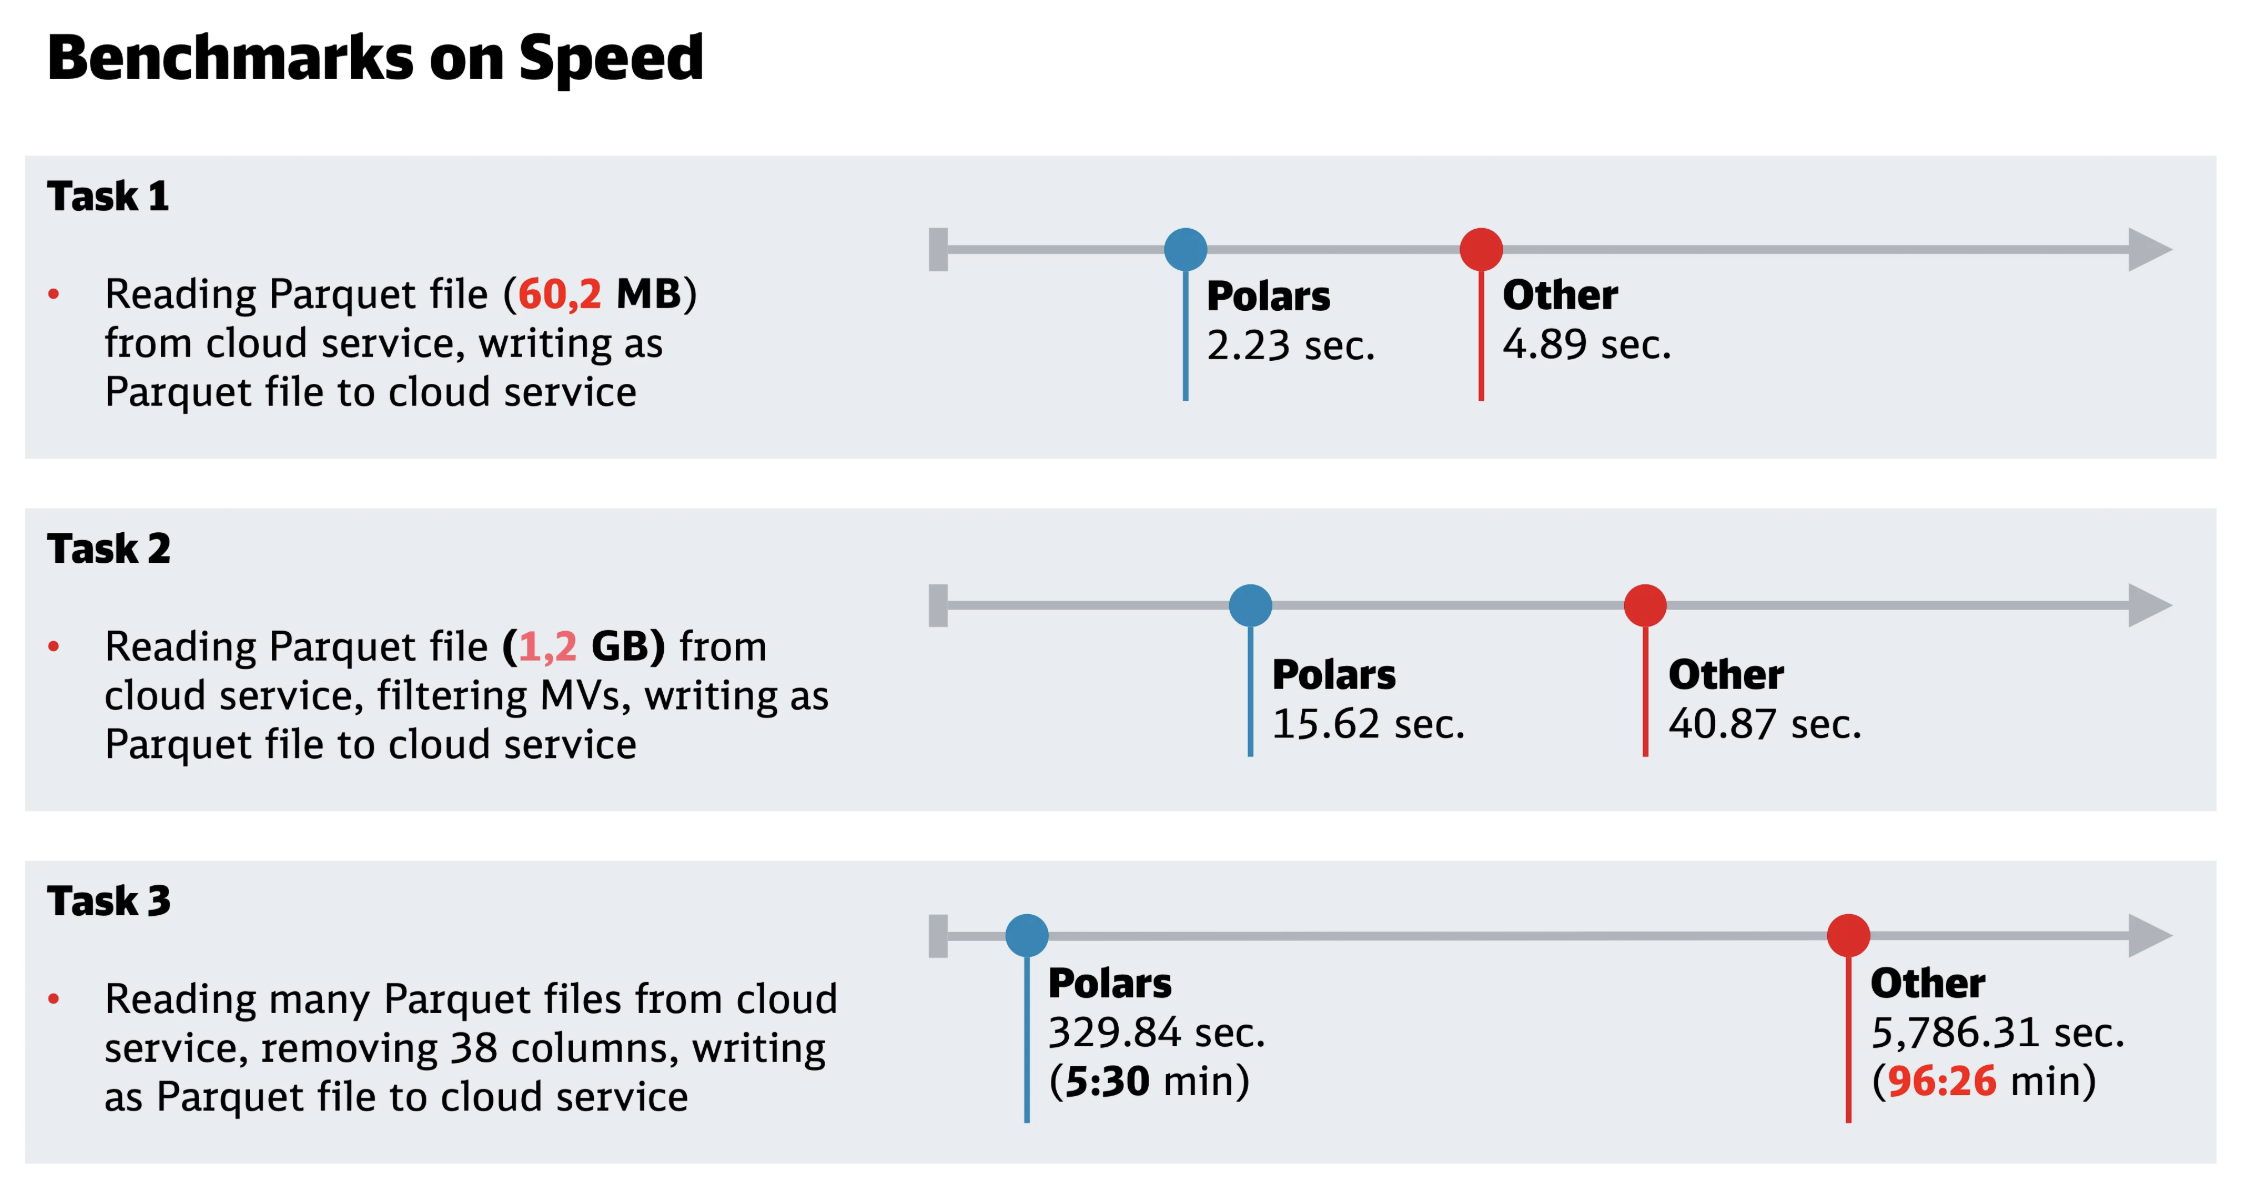 Benchmarks on Speed
Task 1
• Reading Parquet file (60,2 MB)
from cloud service, writing as
Parquet file to cloud service
Polars
2.23 sec.
Other
4.89 sec.
Task 2
• Reading Parquet file (1,2 GB) from
cloud service, filtering MVs, writing as
Parquet file to cloud service
Polars
15.62 sec.
Other
40.87 sec.
Task 3
• Reading many Parquet files from cloud
service, removing 38 columns, writing
as Parquet file to cloud service
Polars
329.84 sec.
(5:30 min)
Other
5,786.31 sec.
(96:26 min)